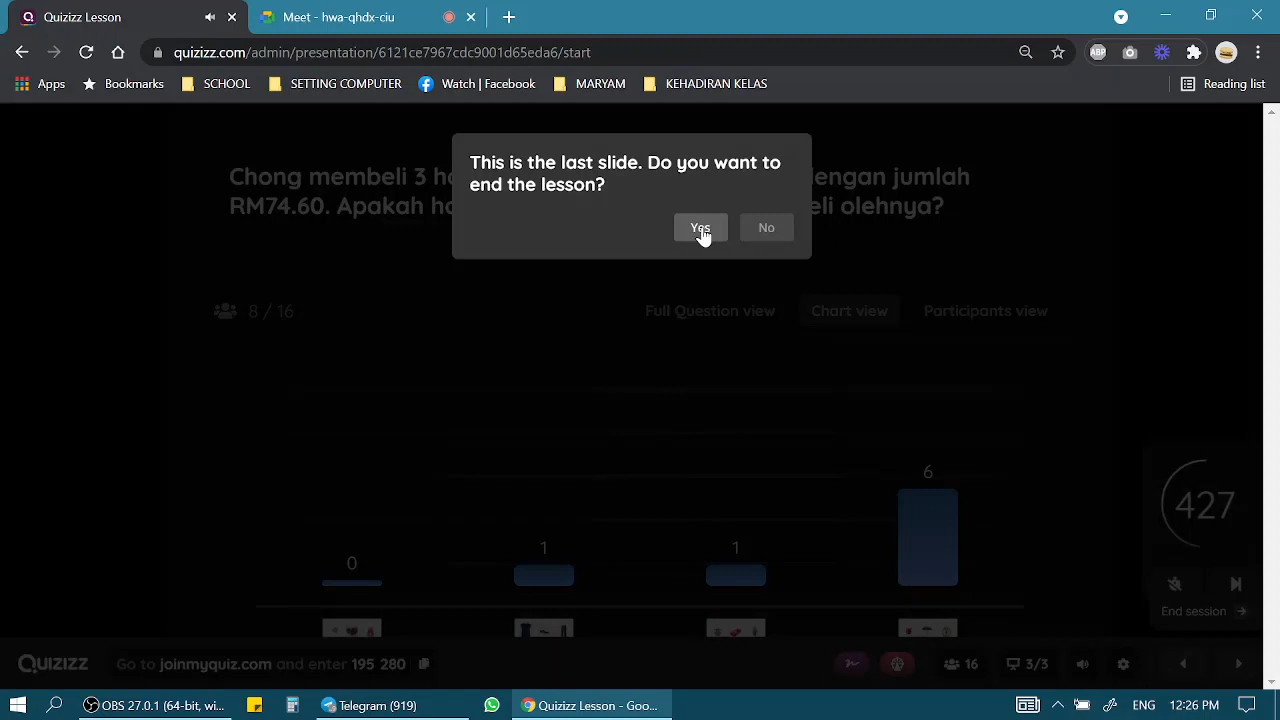 Quizizz Lesson
Meet - hwa-qhdx-ciu
quizizz.com/admin/presentation/6121ce7967cdc9001d65eda6/start
ABP
Apps
Bookmarks
SCHOOL
SETTING COMPUTER
Watch | Facebook
MARYAM
KEHADIRAN KELAS
Reading list
This is the last slide. Do you want to
end the lesson?
Yes
No
Chong membeli 3 ha engan jumlah
RM74.60. Apakah ha eli olehnya?
8 / 16
Full Question view
Chart view
Participants view
0
1
1
6
427
End session
Quizizz
Go to joinmyquiz.com and enter 195 280
16
3/3
OBS 27.0.1 (64-bit, wi...
Telegram (919)
Quizizz Lesson - Goo...
ENG
12:26 PM